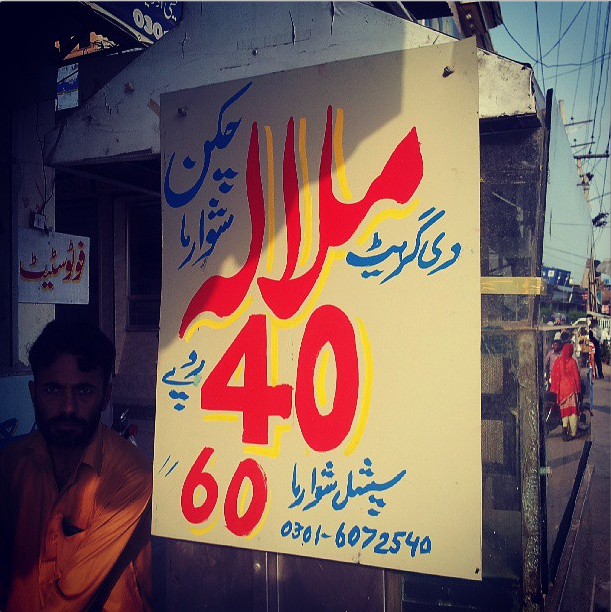 دی گریٹ
ملالہ
چکن
شوارما
40 روپے
سپیشل شوارما
60 //
0301-6072540
فوٹوسٹیٹ